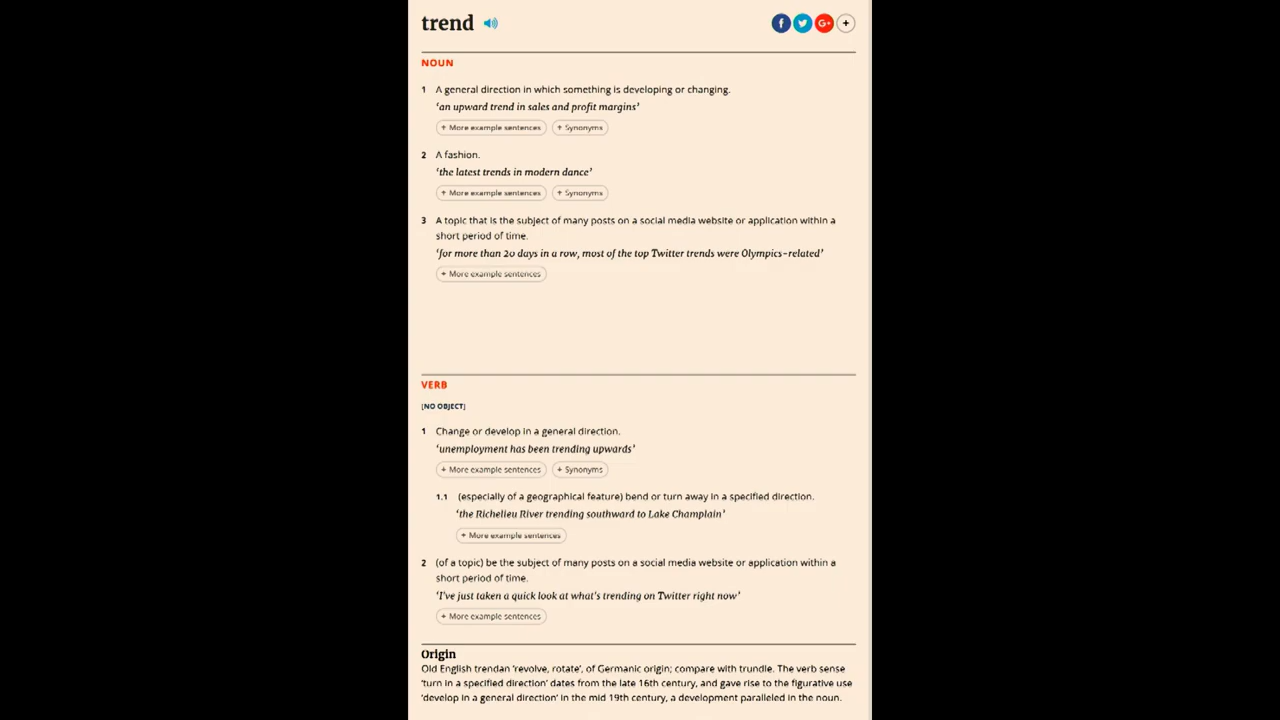 trend
NOUN
1 A general direction in which something is developing or changing.
‘an upward trend in sales and profit margins’
+ More example sentences + Synonyms
2 A fashion.
‘the latest trends in modern dance’
+ More example sentences + Synonyms
3 A topic that is the subject of many posts on a social media website or application within a
short period of time.
‘for more than 20 days in a row, most of the top Twitter trends were Olympics-related’
+ More example sentences
VERB
[NO OBJECT]
1 Change or develop in a general direction.
‘unemployment has been trending upwards’
+ More example sentences + Synonyms
1.1 (especially of a geographical feature) bend or turn away in a specified direction.
‘the Richelieu River trending southward to Lake Champlain’
+ More example sentences
2 (of a topic) be the subject of many posts on a social media website or application within a
short period of time.
‘I've just taken a quick look at what's trending on Twitter right now’
+ More example sentences
Origin
Old English trendan ‘revolve, rotate’, of Germanic origin; compare with trundle. The verb sense
‘turn in a specified direction’ dates from the late 16th century, and gave rise to the figurative use
‘develop in a general direction’ in the mid 19th century, a development paralleled in the noun.